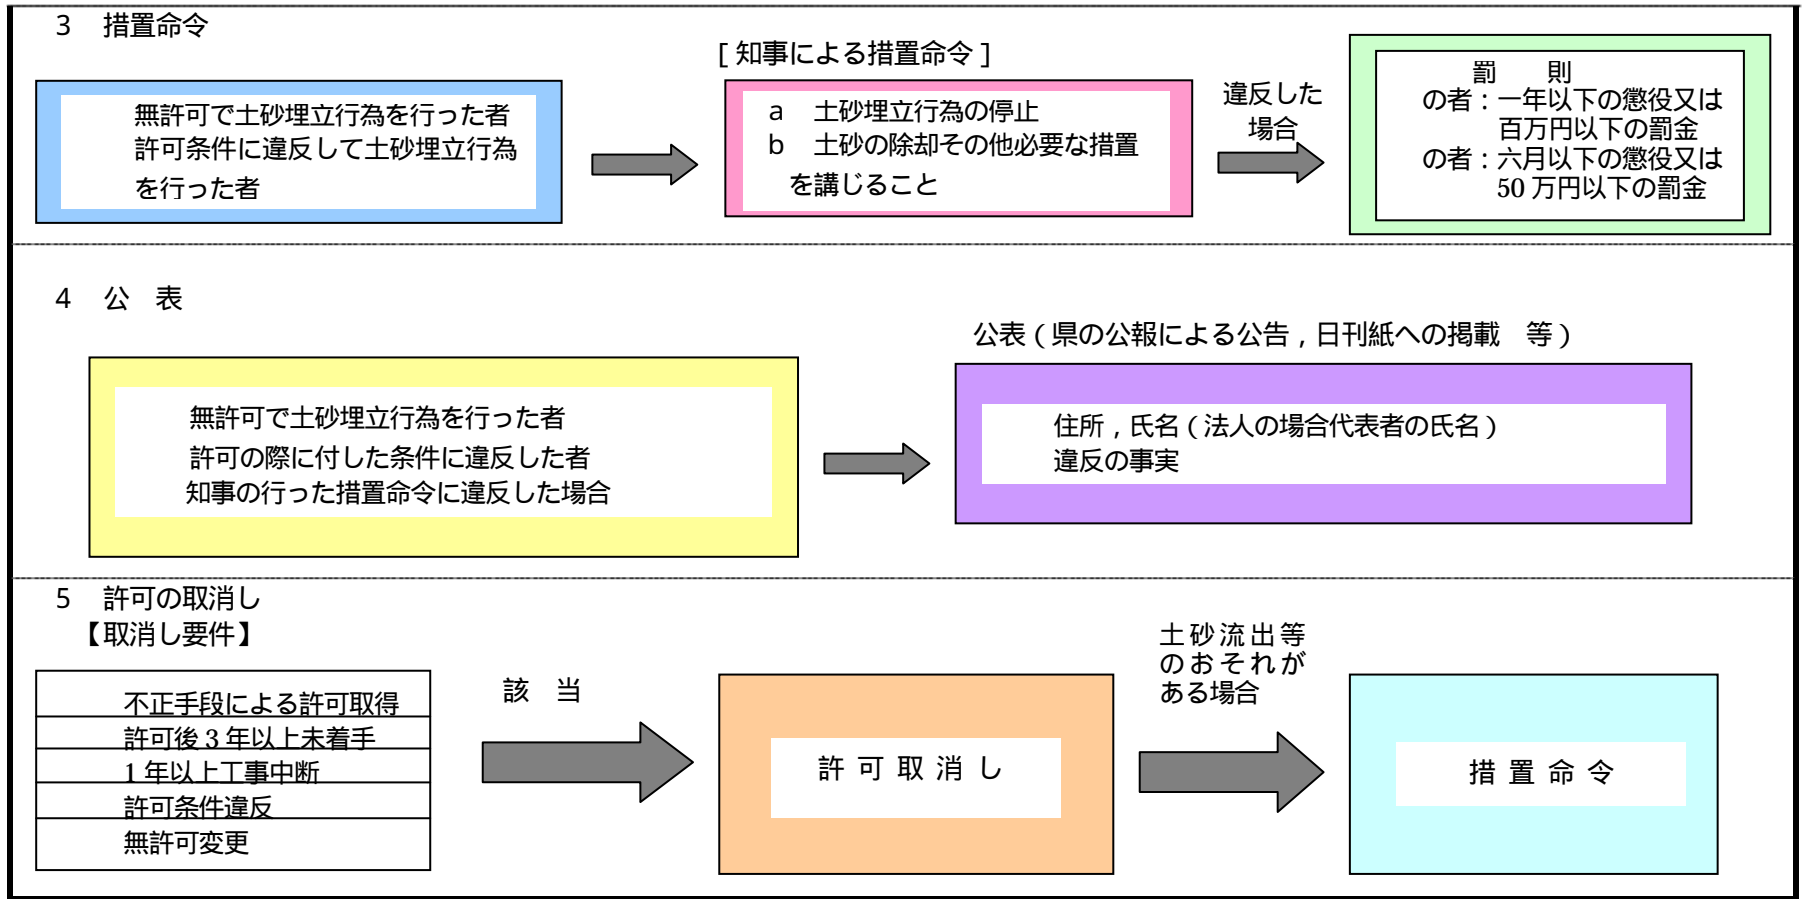 3 措置命令
無許可で土砂埋立行為を行った者
許可条件に違反して土砂埋立行為
を行った者
[知事による措置命令]
a 土砂埋立行為の停止
b 土砂の除却その他必要な措置
を講じること
違反した
場合
罰 則
の者：一年以下の懲役又は
百万円以下の罰金
の者：六月以下の懲役又は
50万円以下の罰金
4 公 表
無許可で土砂埋立行為を行った者
許可の際に付した条件に違反した者
知事の行った措置命令に違反した場合
公表（県の公報による公告，日刊紙への掲載 等）
住所，氏名（法人の場合代表者の氏名）
違反の事実
5 許可の取消し
【取消し要件】
不正手段による許可取得
許可後3年以上未着手
1年以上工事中断
許可条件違反
無許可変更
該 当
許可取消し
土砂流出等
のおそれが
ある場合
措置命令